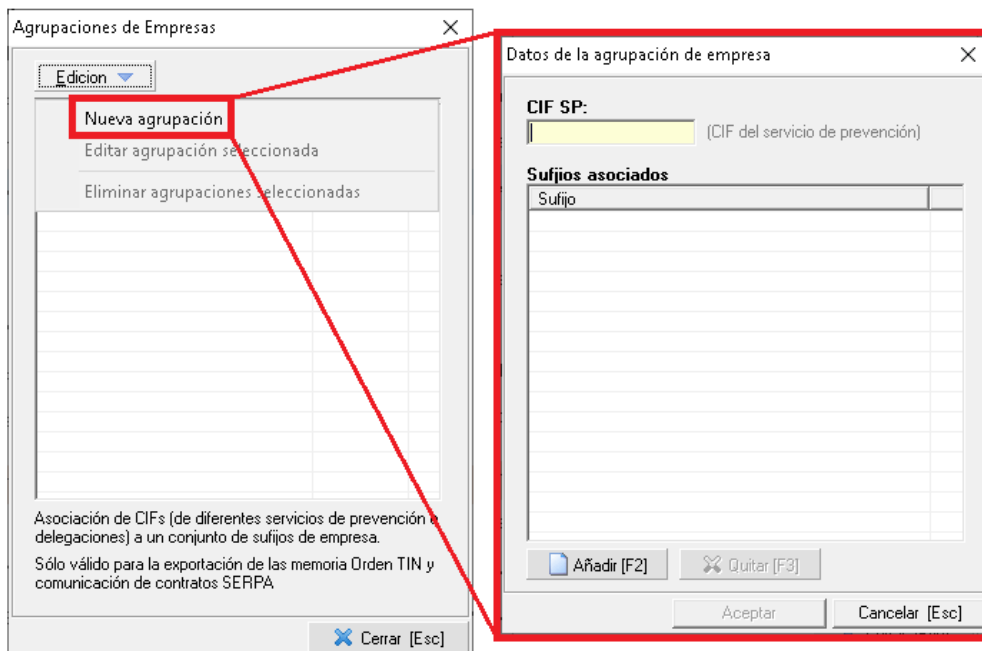 Agrupaciones de Empresas
Edicion
Nueva agrupación
Editar agrupación seleccionada
Eliminar agrupaciones seleccionadas
Asociación de CIFs (de diferentes servicios de prevención o
delegaciones) a un conjunto de sufijos de empresa.
Sólo válido para la exportación de las memoria Orden TIN y
comunicación de contratos SERPA
Cerrar [Esc]
Datos de la agrupación de empresa
CIF SP:
(CIF del servicio de prevención)
Sufjios asociados
Sufijo
Añadir [F2]
Quitar [F3]
Aceptar
Cancelar [Esc]